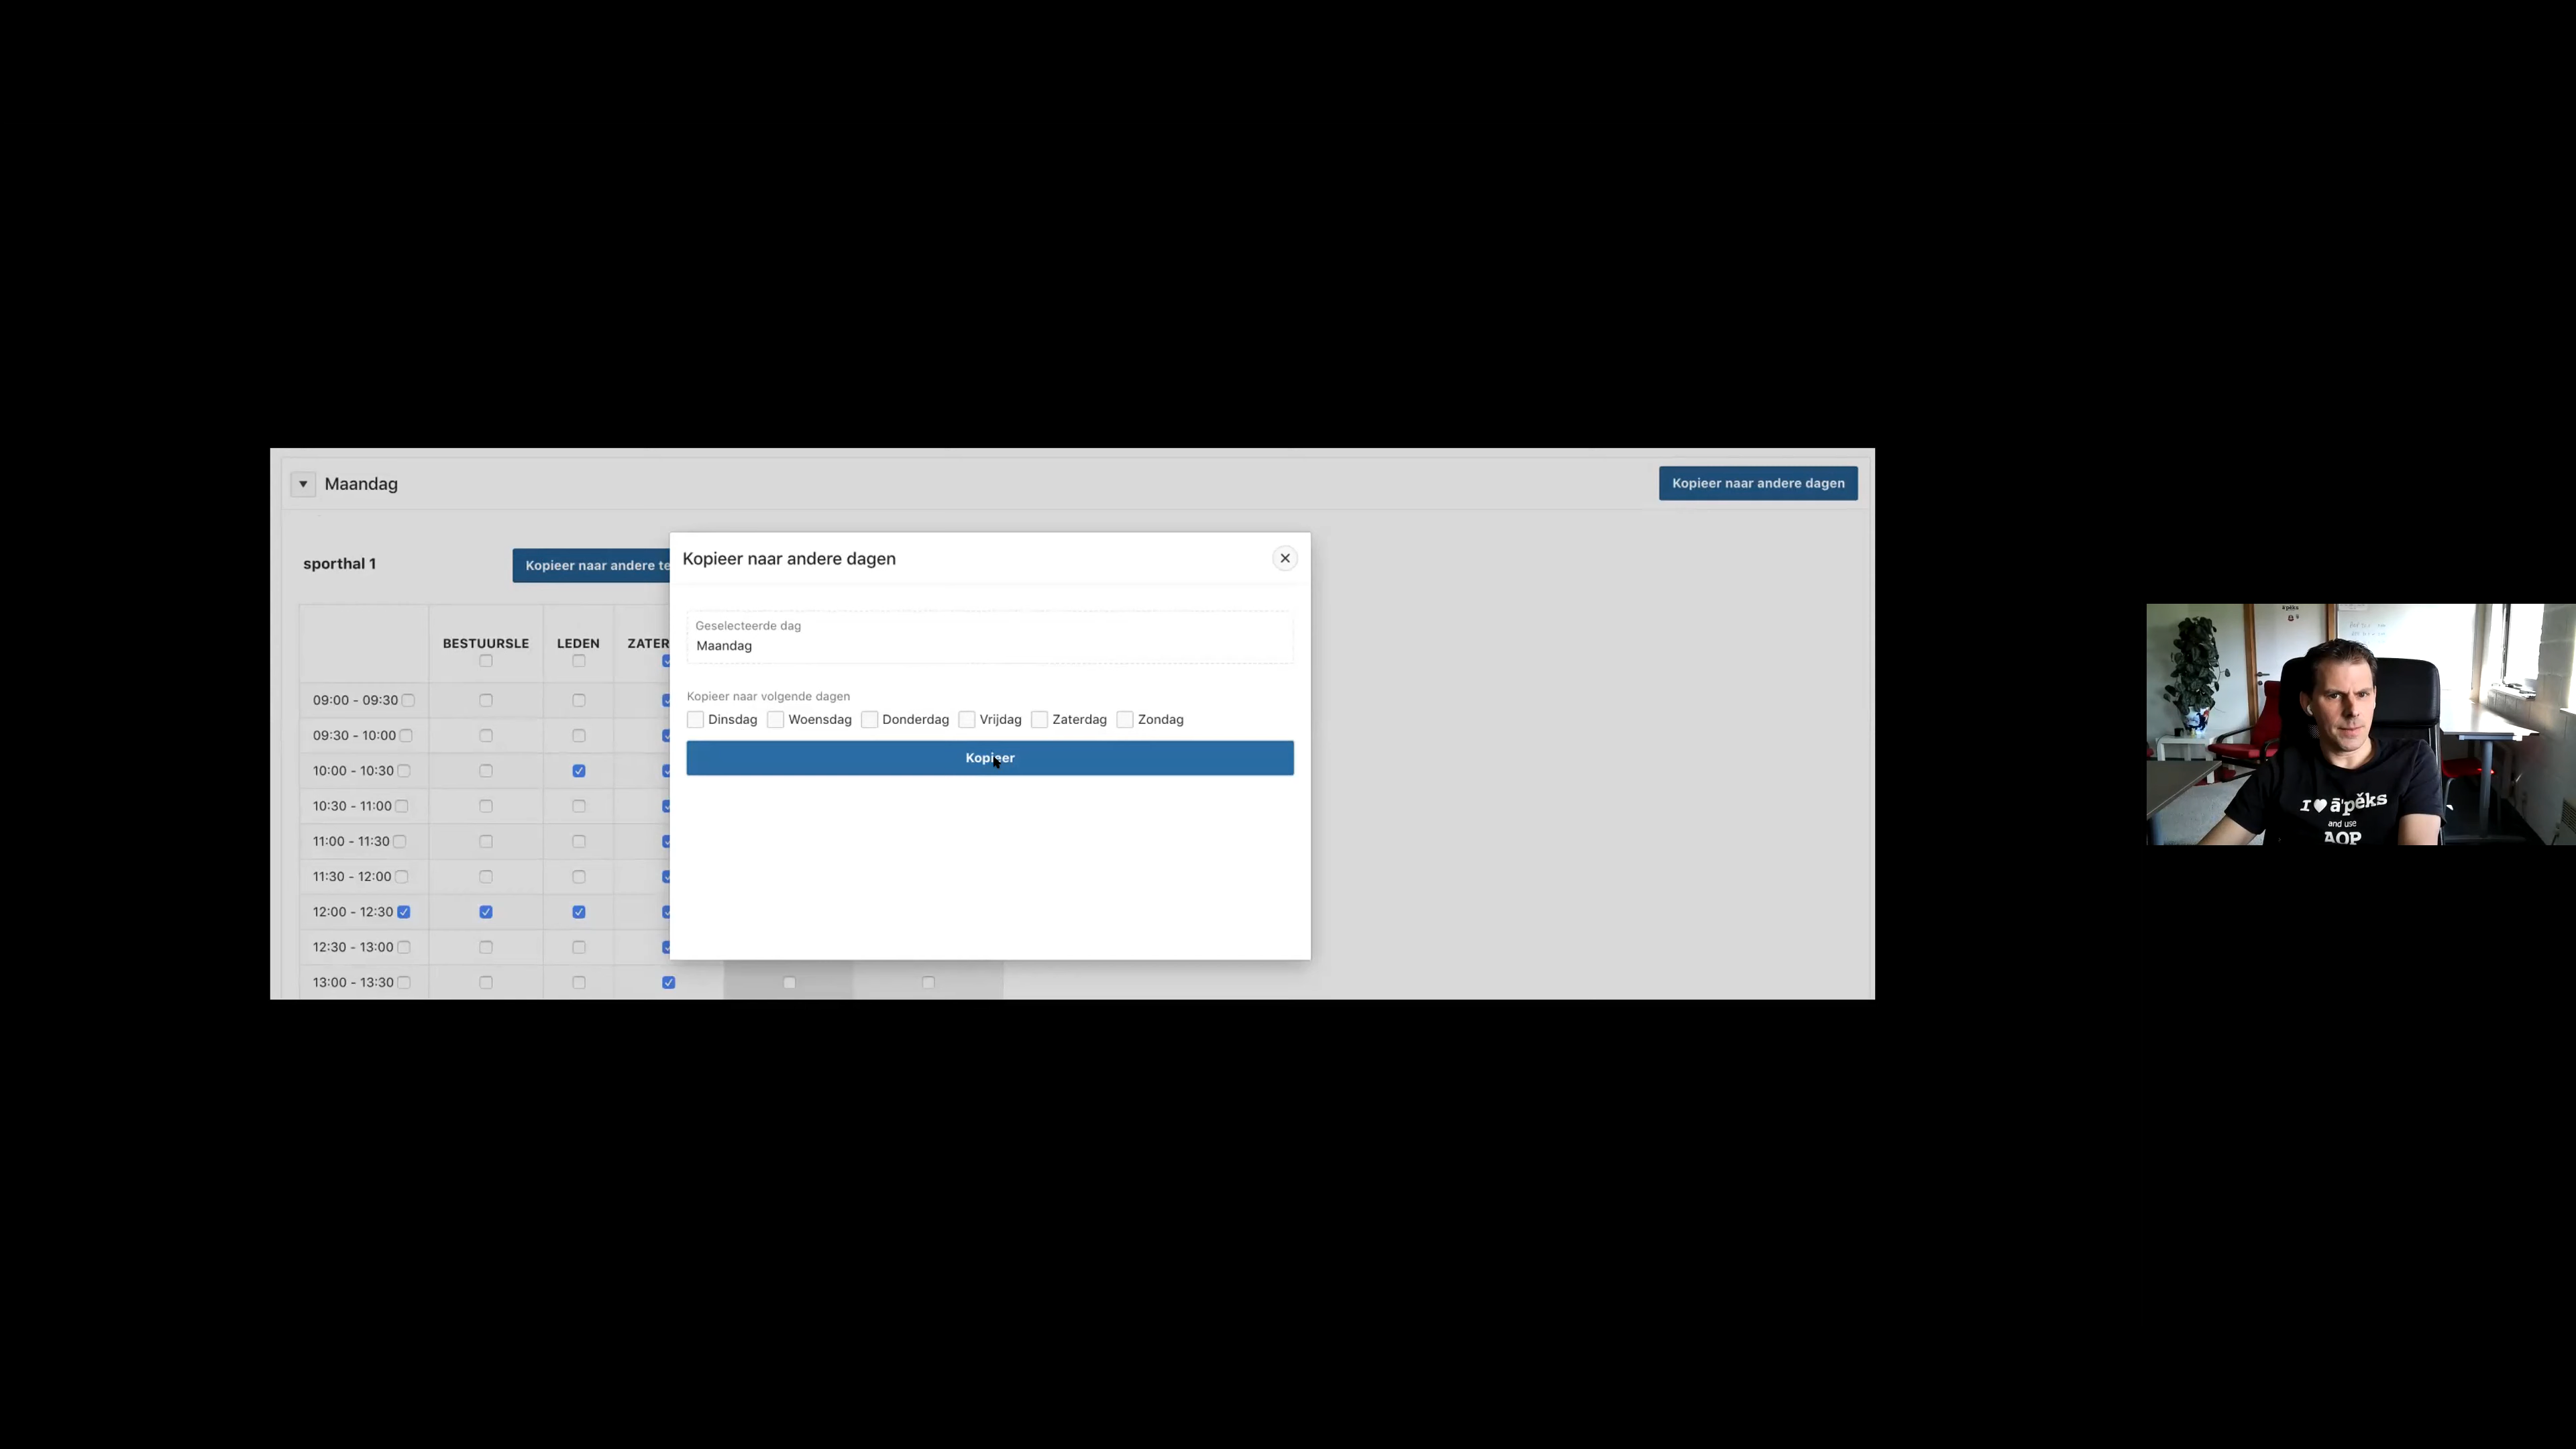 Maandag
Kopieer naar andere dagen
sporthal 1
Kopieer naar andere te
Kopieer naar andere dagen
Geselecteerde dag
Maandag
Kopieer naar volgende dagen
Dinsdag Woensdag Donderdag Vrijdag Zaterdag Zondag
Kopieer
BESTUURSLE LEDEN ZATER
09:00 - 09:30
09:30 - 10:00
10:00 - 10:30
10:30 - 11:00
11:00 - 11:30
11:30 - 12:00
12:00 - 12:30
12:30 - 13:00
13:00 - 13:30
I ♥ ā'pěks
and use
AOP